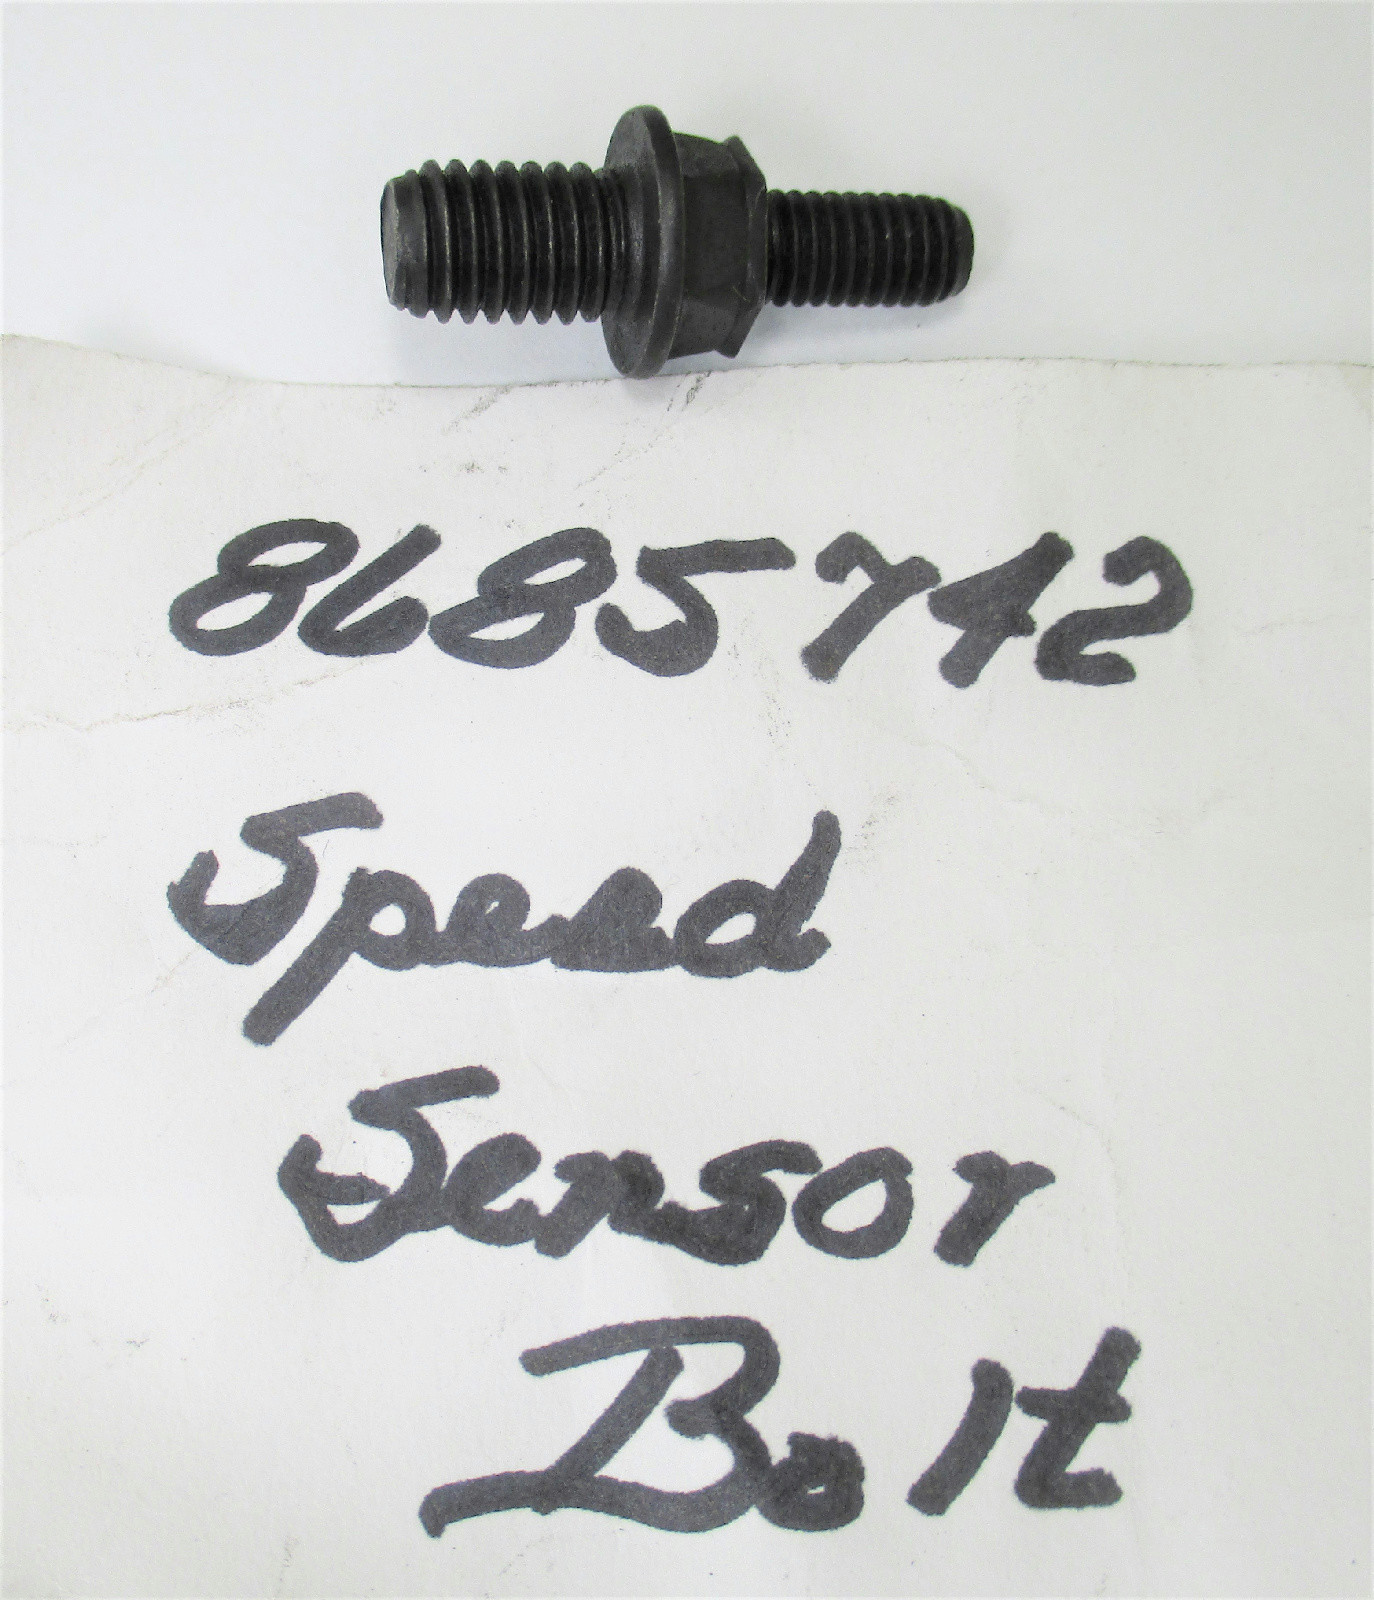 8685742
Speed
Sensor
Bolt